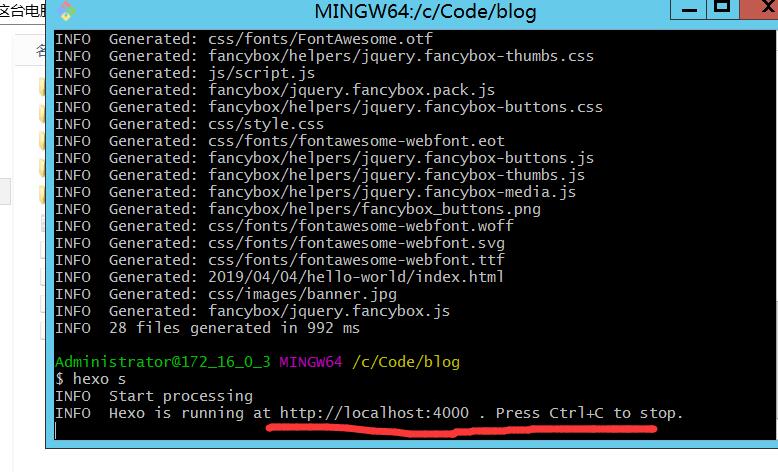 这台电脑
MINGW64:/c/Code/blog
名
INFO  Generated: css/fonts/FontAwesome.otf
INFO  Generated: fancybox/helpers/jquery.fancybox-thumbs.css
INFO  Generated: js/script.js
INFO  Generated: fancybox/jquery.fancybox.pack.js
INFO  Generated: fancybox/helpers/jquery.fancybox-buttons.css
INFO  Generated: css/style.css
INFO  Generated: css/fonts/fontawesome-webfont.eot
INFO  Generated: fancybox/helpers/jquery.fancybox-buttons.js
INFO  Generated: fancybox/helpers/jquery.fancybox-thumbs.js
INFO  Generated: fancybox/helpers/jquery.fancybox-media.js
INFO  Generated: fancybox/helpers/fancybox_buttons.png
INFO  Generated: css/fonts/fontawesome-webfont.woff
INFO  Generated: css/fonts/fontawesome-webfont.svg
INFO  Generated: css/fonts/fontawesome-webfont.ttf
INFO  Generated: 2019/04/04/hello-world/index.html
INFO  Generated: css/images/banner.jpg
INFO  Generated: fancybox/jquery.fancybox.js
INFO  28 files generated in 992 ms
Administrator@172_16_0_3 MINGW64 /c/Code/blog
$ hexo s
INFO  Start processing
INFO  Hexo is running at http://localhost:4000 . Press Ctrl+C to stop.